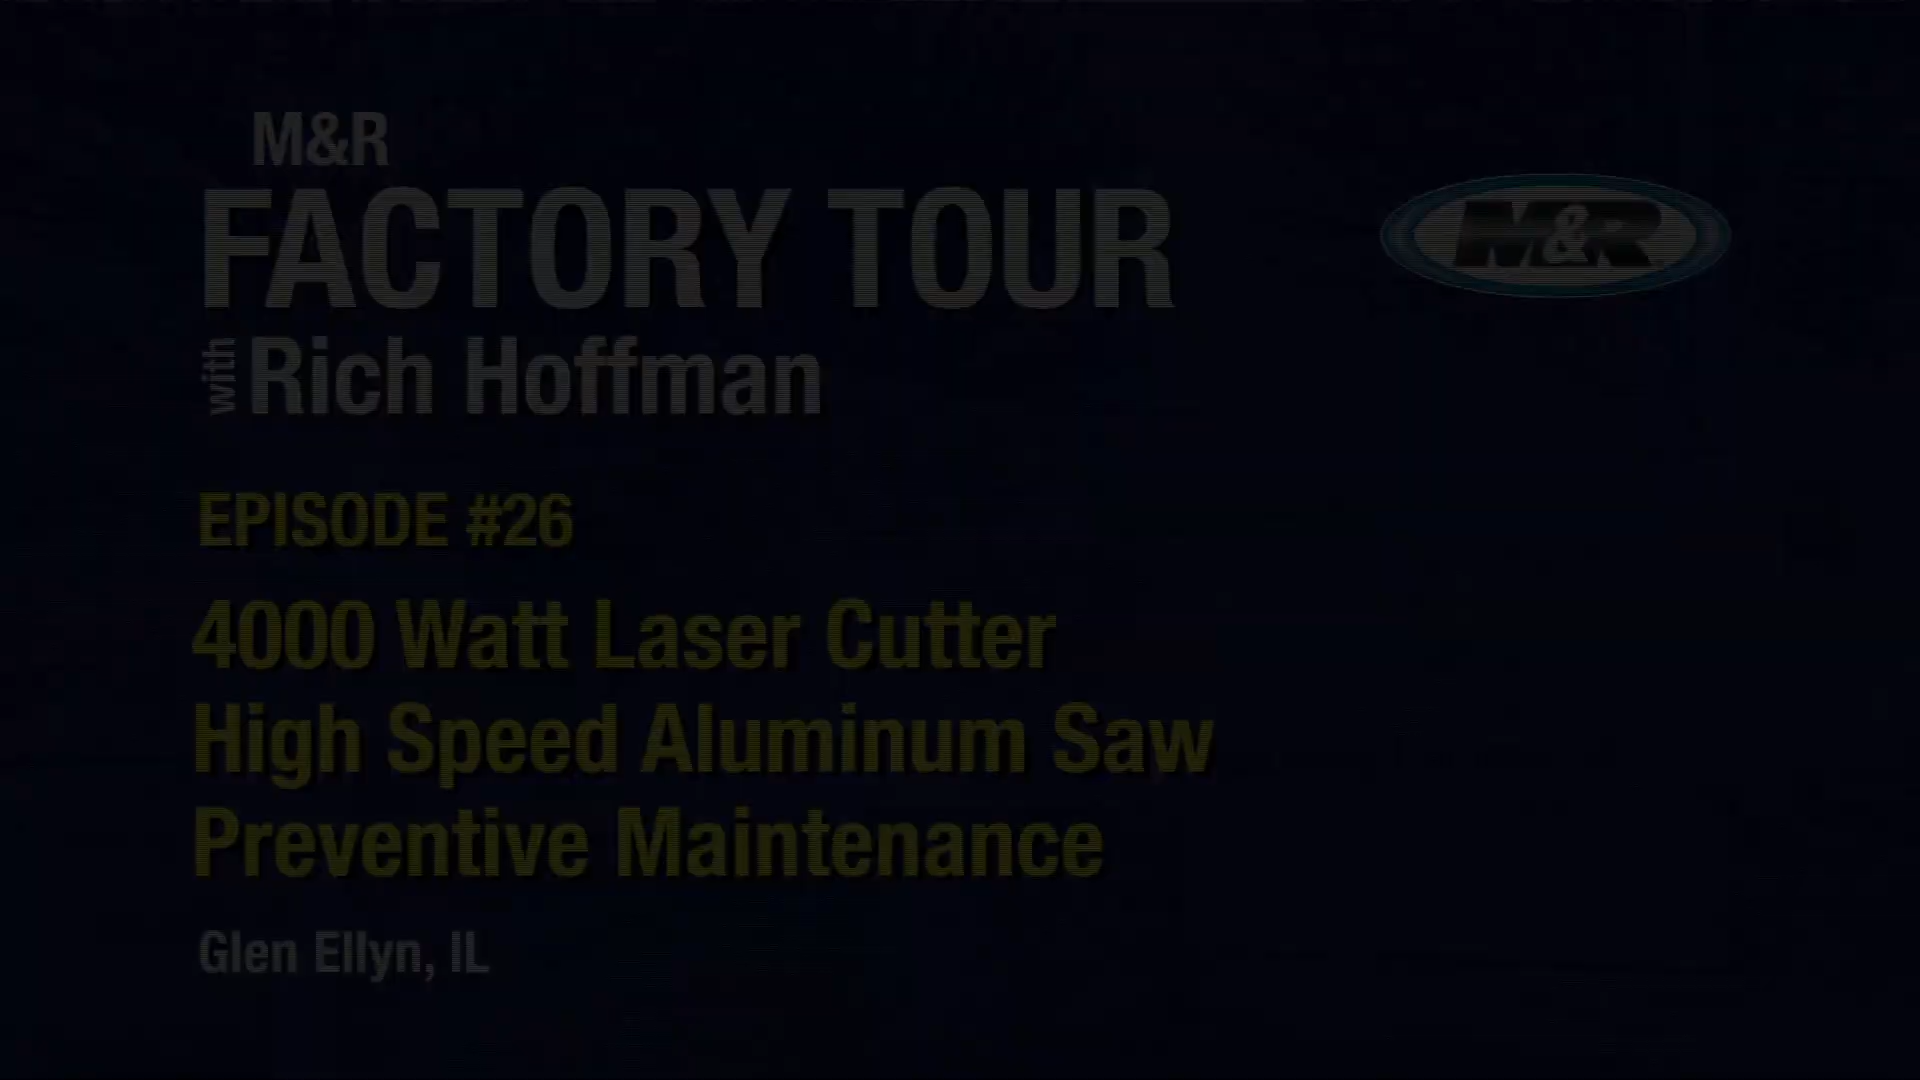 M&R
FACTORY TOUR
with Rich Hoffman
M&R
EPISODE #26
4000 Watt Laser Cutter
High Speed Aluminum Saw
Preventive Maintenance
Glen Ellyn, IL